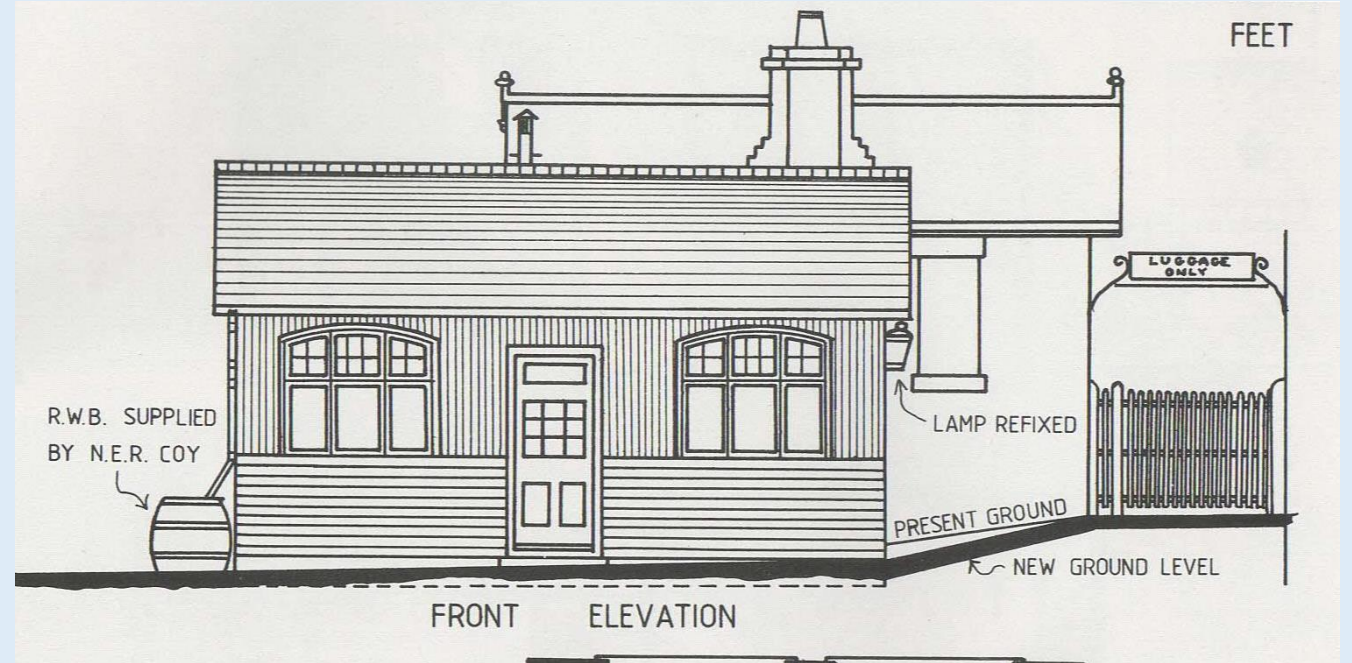 FEET
LUGGAGE
ONLY
R.W.B. SUPPLIED
BY N.E.R. COY
LAMP REFIXED
PRESENT GROUND
NEW GROUND LEVEL
FRONT ELEVATION